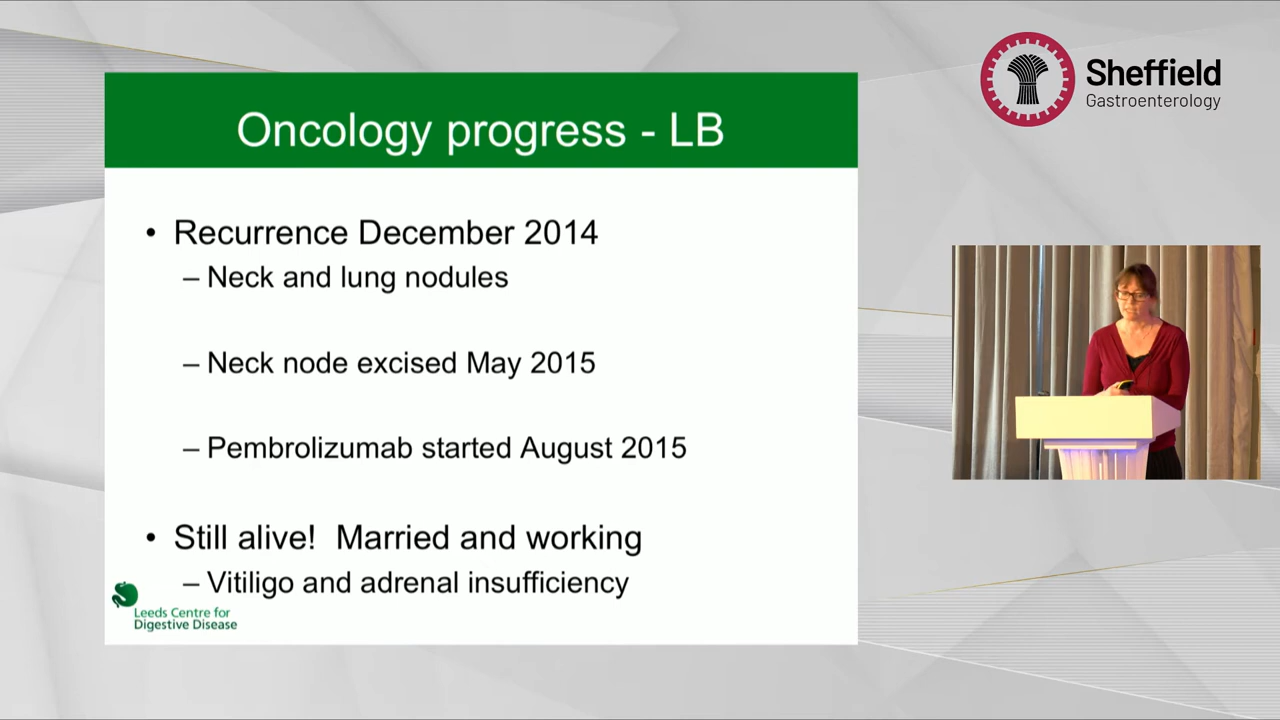 Sheffield
Gastroenterology
Oncology progress - LB
• Recurrence December 2014
– Neck and lung nodules
– Neck node excised May 2015
– Pembrolizumab started August 2015
• Still alive! Married and working
– Vitiligo and adrenal insufficiency
Leeds Centre for
Digestive Disease